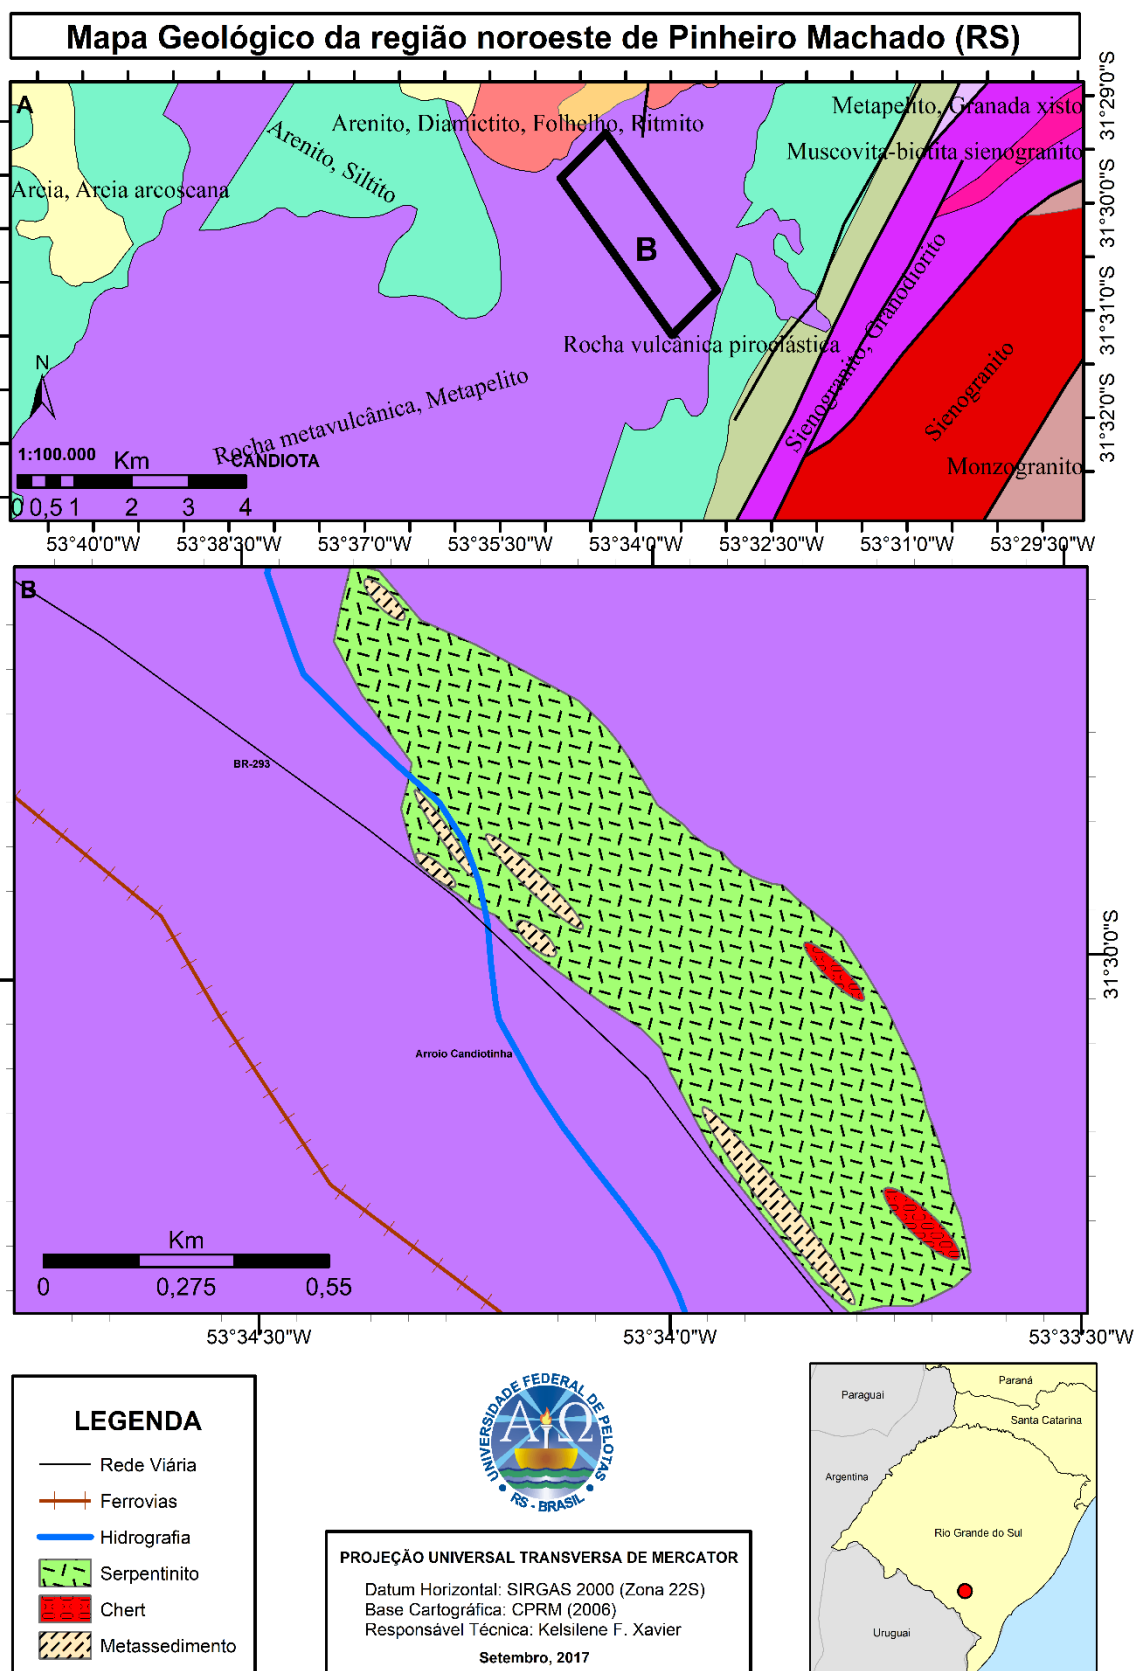 Mapa Geológico da região noroeste de Pinheiro Machado (RS)
A
Arenito, Diamictito, Folhelho, Ritmito
Metapelito, Granada xisto
Muscovita-biotita sienogranito
Arenito, Siltito
Arcia, Arcia arcoscana
B
Rocha vulcânica piroclástica
Sienogranito, Granodiorito
Sienogranito
Monzogranito
Rocha metavulcânica, Metapelito
CANDIOTA
N
1:100.000
Km
0 0,5 1 2 3 4
31°29'0"S
31°30'0"S
31°31'0"S
31°32'0"S
53°40'0"W 53°38'30"W 53°37'0"W 53°35'30"W 53°34'0"W 53°32'30"W 53°31'0"W 53°29'30"W
B
BR-293
Arroio Candiotinha
31°30'0"S
Km
0 0,275 0,55
53°34'30"W 53°34'0"W 53°33'30"W
LEGENDA
Rede Viária
Ferrovias
Hidrografia
Serpentinito
Chert
Metassedimento
UNIVERSIDADE FEDERAL DE PELOTAS
ΑΩ
RS - BRASIL
PROJEÇÃO UNIVERSAL TRANSVERSA DE MERCATOR
Datum Horizontal: SIRGAS 2000 (Zona 22S)
Base Cartográfica: CPRM (2006)
Responsável Técnica: Kelsilene F. Xavier
Setembro, 2017
Paraguai
Paraná
Santa Catarina
Argentina
Rio Grande do Sul
Uruguai